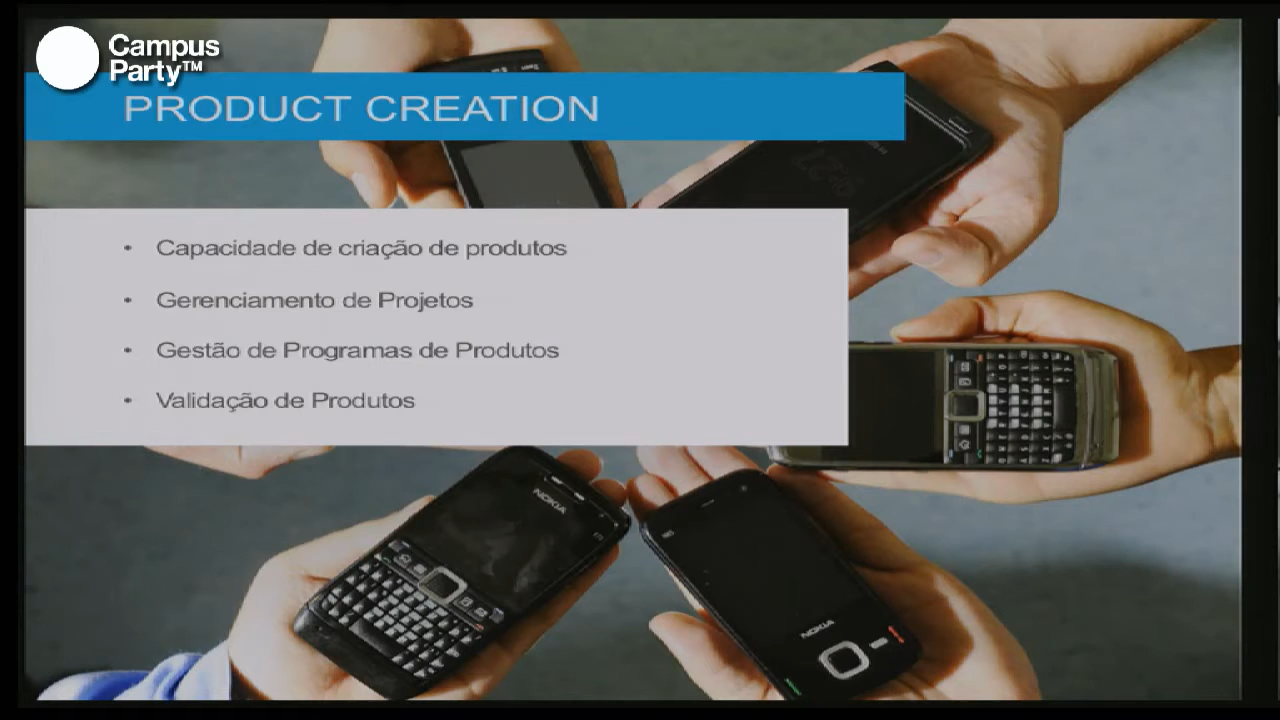 Campus
Party™
PRODUCT CREATION
• Capacidade de criação de produtos
• Gerenciamento de Projetos
• Gestão de Programas de Produtos
• Validação de Produtos
NOKIA
NOKIA